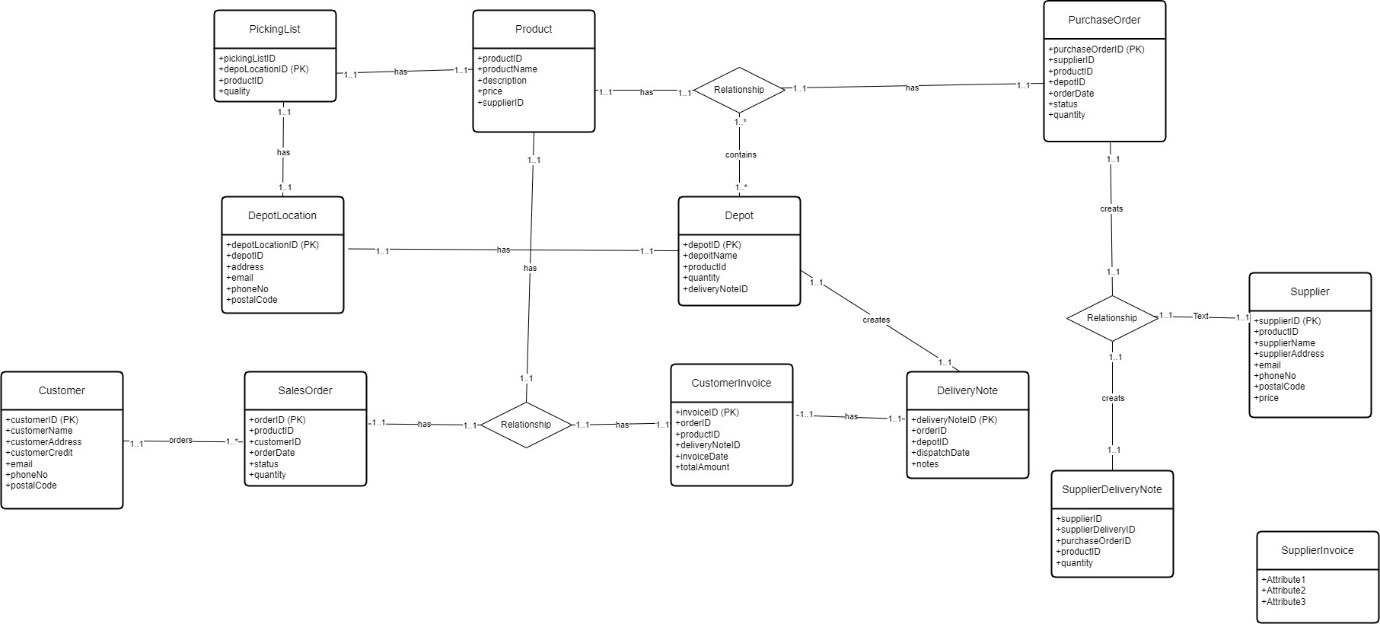 PickingList
+pickingListID
+depoLocationID (PK)
+productID
+quality
1..1
has
1..1
Product
+productID
+productName
+description
+price
+supplierID
1..1
has
1..1
Relationship
1..1
has
1..1
PurchaseOrder
+purchaseOrderID (PK)
+supplierID
+productID
+depotID
+orderDate
+status
+quantity
1..1
has
1..1
1..*
contains
1..*
1..1
has
1..1
DepotLocation
+depotLocationID (PK)
+depotID
+address
+email
+phoneNo
+postalCode
1..1
has
1..1
Depot
+depotID (PK)
+depoitName
+productId
+quantity
+deliveryNoteID
1..1
creates
1..1
1..1
creats
1..1
Relationship
1..1
Text
1..1
Supplier
+supplierID (PK)
+productID
+supplierName
+supplierAddress
+email
+phoneNo
+postalCode
+price
1..1
creats
1..1
Customer
+customerID (PK)
+customerName
+customerAddress
+customerCredit
+email
+phoneNo
+postalCode
1..1
orders
1..*
SalesOrder
+orderID (PK)
+productID
+customerID
+orderDate
+status
+quantity
1..1
has
1..1
Relationship
1..1
has
1..1
CustomerInvoice
+invoiceID (PK)
+orderID
+productID
+deliveryNoteID
+invoiceDate
+totalAmount
1..1
has
1..1
DeliveryNote
+deliveryNoteID (PK)
+orderID
+depotID
+dispatchDate
+notes
SupplierDeliveryNote
+supplierID
+supplierDeliveryID
+purchaseOrderID
+productID
+quantity
SupplierInvoice
+Attribute1
+Attribute2
+Attribute3